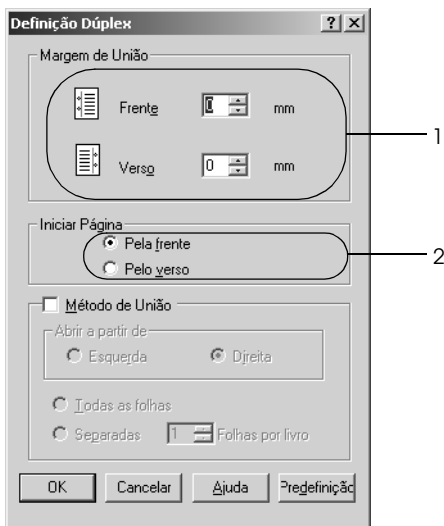 Definição Dúplex
Margem de União
Frente 0 mm
1
Verso 0 mm
Iniciar Página
Pela frente
2
Pelo verso
Método de União
Abrir a partir de
Esquerda Direita
Todas as folhas
Separadas 1 Folhas por livro
OK Cancelar Ajuda Predefinição